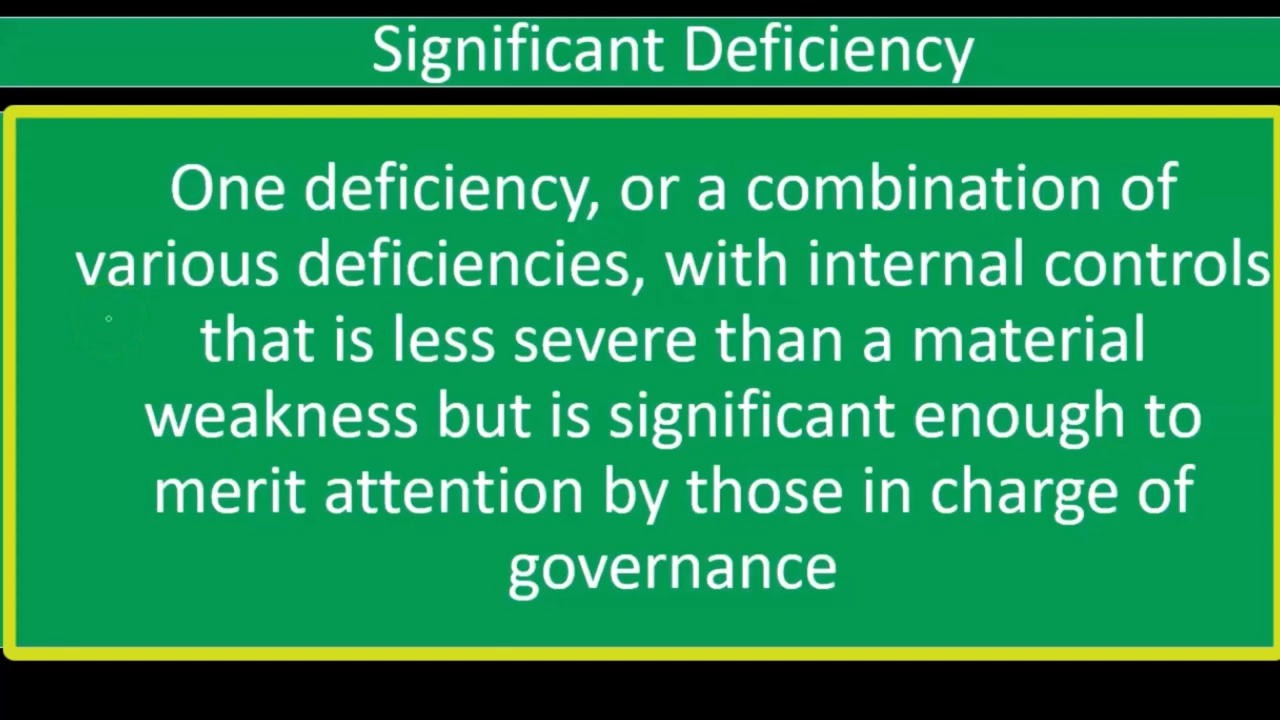 Significant Deficiency
One deficiency, or a combination of
various deficiencies, with internal controls
that is less severe than a material
weakness but is significant enough to
merit attention by those in charge of
governance